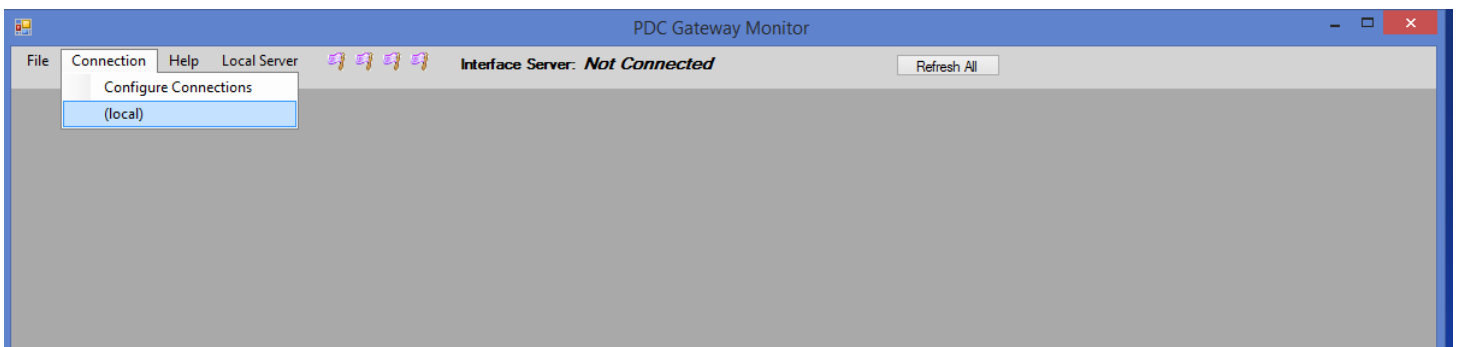 PDC Gateway Monitor
File Connection Help Local Server Interface Server: Not Connected Refresh All
Configure Connections
(local)